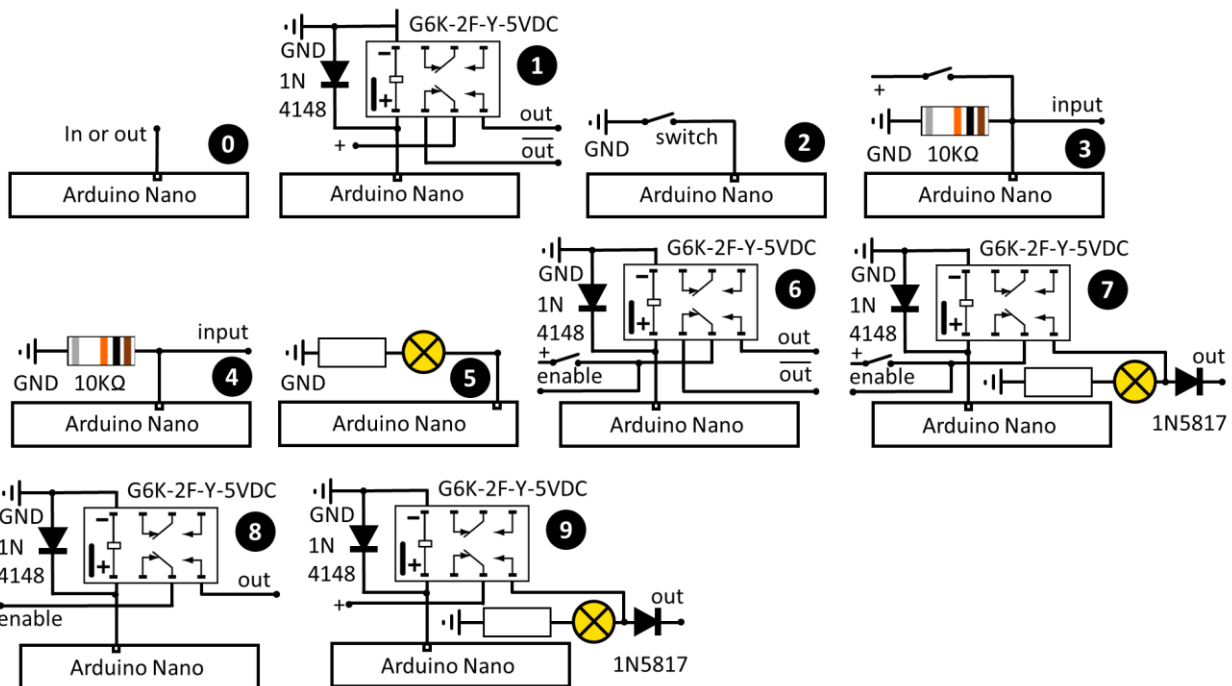 G6K-2F-Y-5VDC
GND
1N
4148
1
+
−
+
out
out
Arduino Nano
In or out
0
Arduino Nano
GND
switch
2
Arduino Nano
+
input
GND
10KΩ
3
Arduino Nano
input
GND
10KΩ
4
Arduino Nano
GND
5
Arduino Nano
G6K-2F-Y-5VDC
GND
1N
4148
6
−
+
+
enable
out
out
Arduino Nano
G6K-2F-Y-5VDC
GND
1N
4148
7
−
+
+
enable
out
1N5817
Arduino Nano
G6K-2F-Y-5VDC
GND
1N
4148
8
−
+
enable
out
Arduino Nano
G6K-2F-Y-5VDC
GND
1N
4148
9
−
+
+
out
1N5817
Arduino Nano